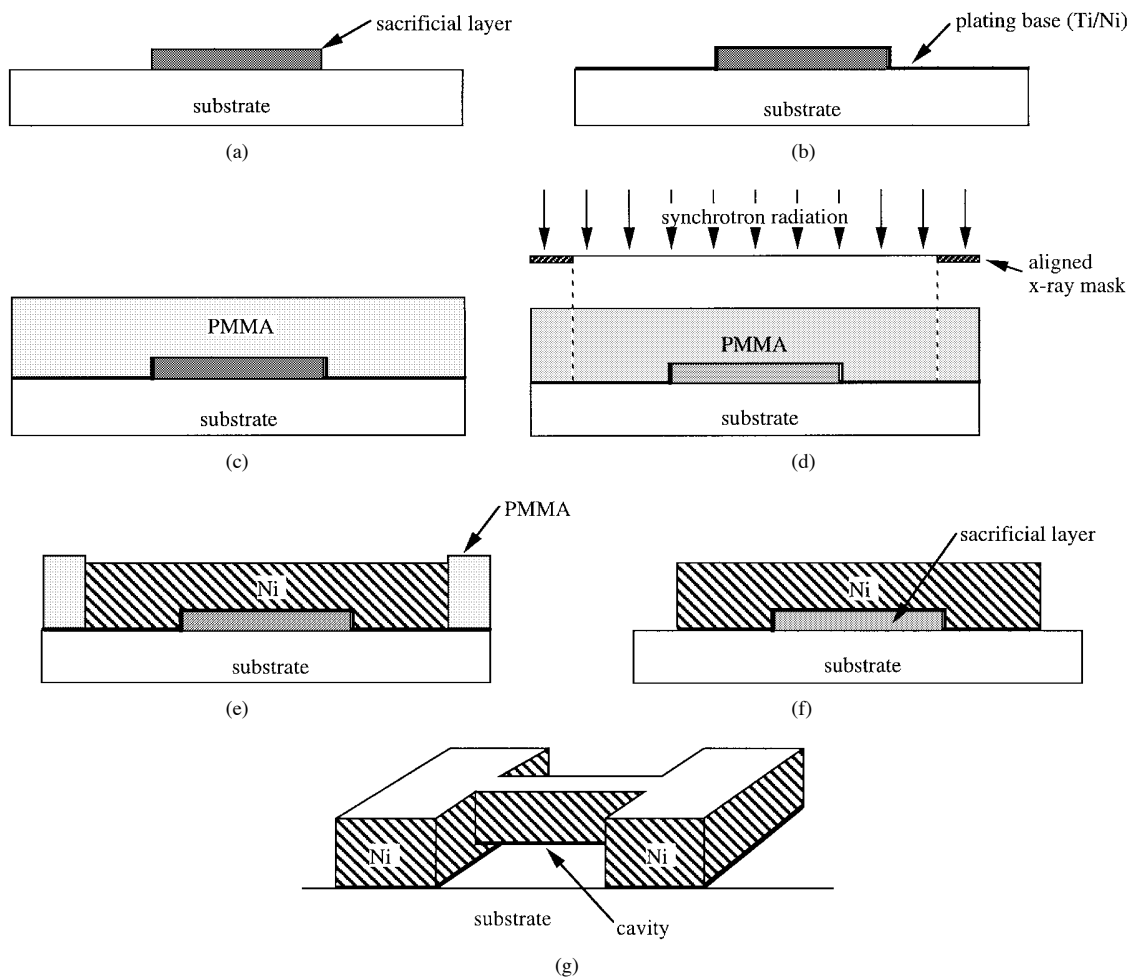 sacrificial layer
substrate
(a)
plating base (Ti/Ni)
substrate
(b)
PMMA
substrate
(c)
synchrotron radiation
aligned
x-ray mask
PMMA
substrate
(d)
PMMA
Ni
substrate
(e)
sacrificial layer
Ni
substrate
(f)
Ni
Ni
substrate
cavity
(g)